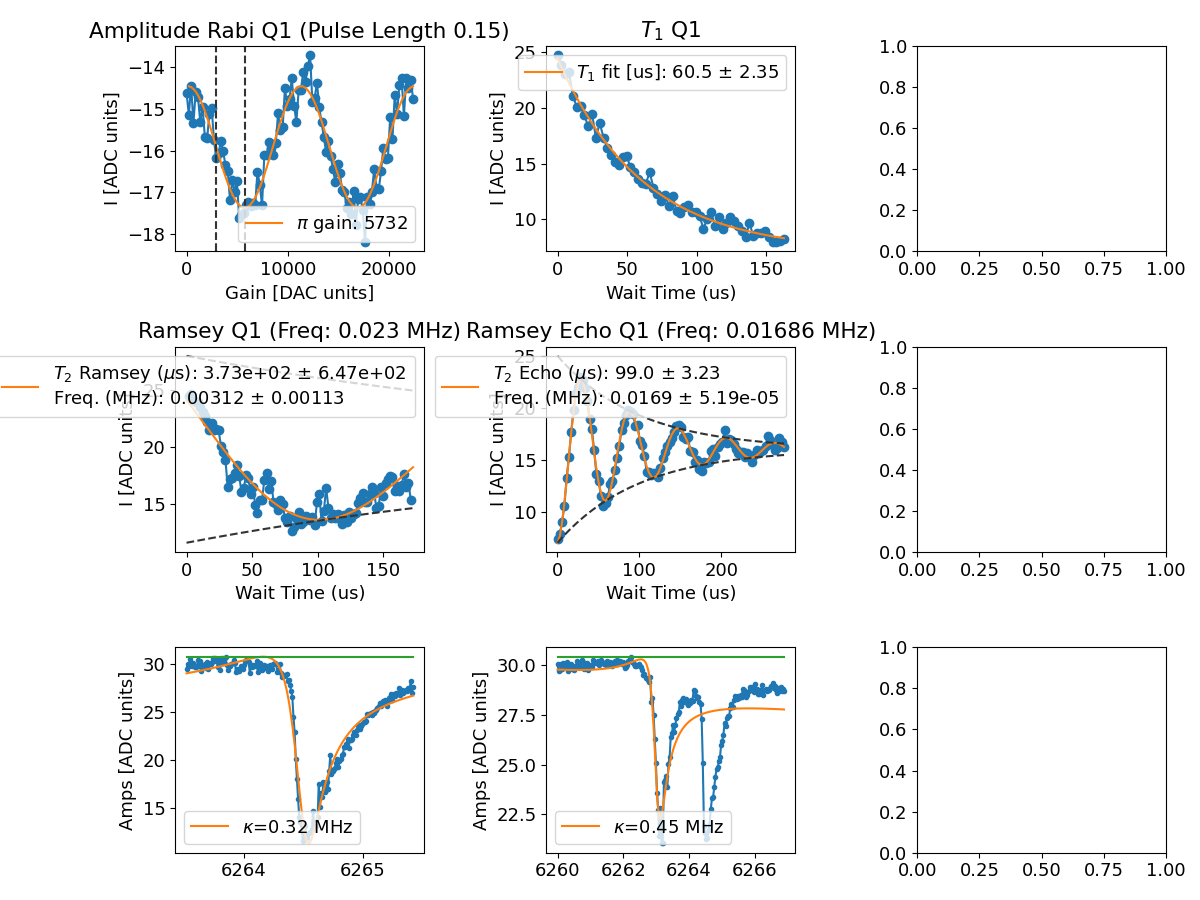 Amplitude Rabi Q1 (Pulse Length 0.15)
T₁ Q1
−14
−15
−16
−17
−18
I [ADC units]
π gain: 5732
0 10000 20000
Gain [DAC units]
25
20
15
10
I [ADC units]
T₁ fit [us]: 60.5 ± 2.35
0 50 100 150
Wait Time (us)
1.0
0.8
0.6
0.4
0.2
0.0
0.00 0.25 0.50 0.75 1.00
Ramsey Q1 (Freq: 0.023 MHz)
Ramsey Echo Q1 (Freq: 0.01686 MHz)
T₂ Ramsey (μs): 3.73e+02 ± 6.47e+02
Freq. (MHz): 0.00312 ± 0.00113
25
20
15
I [ADC units]
0 50 100 150
Wait Time (us)
T₂ Echo (μs): 99.0 ± 3.23
Freq. (MHz): 0.0169 ± 5.19e-05
25
20
15
10
I [ADC units]
0 100 200
Wait Time (us)
1.0
0.8
0.6
0.4
0.2
0.0
0.00 0.25 0.50 0.75 1.00
30
25
20
15
Amps [ADC units]
κ=0.32 MHz
6264 6265
30.0
27.5
25.0
22.5
Amps [ADC units]
κ=0.45 MHz
6260 6262 6264 6266
1.0
0.8
0.6
0.4
0.2
0.0
0.00 0.25 0.50 0.75 1.00